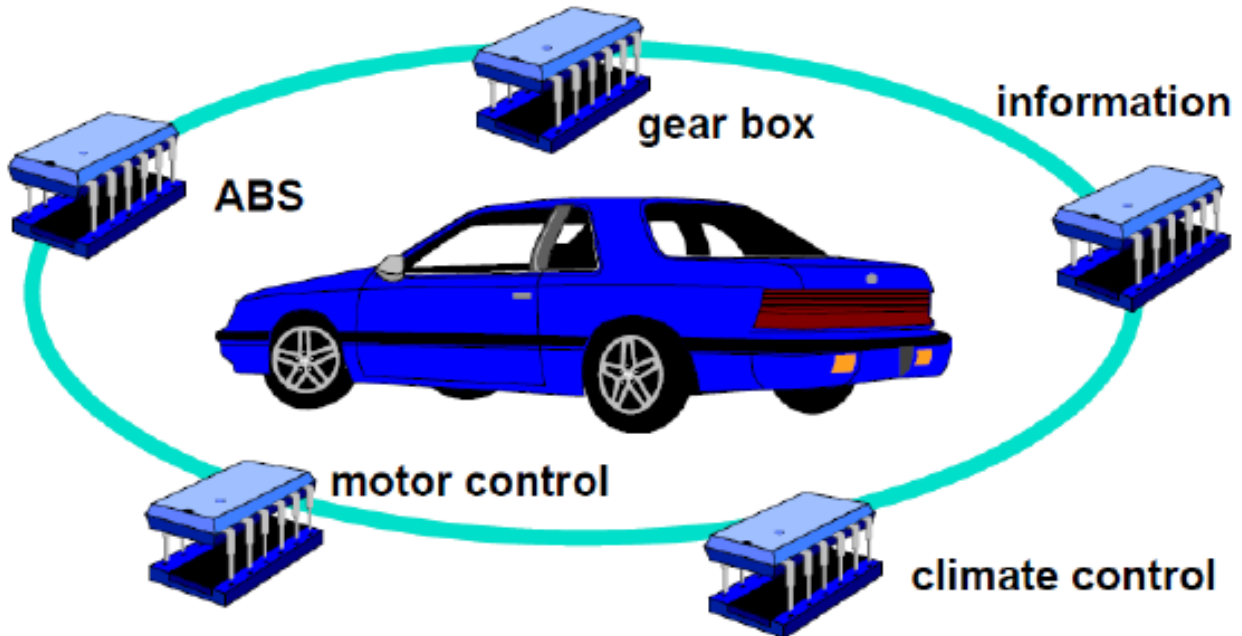 information
gear box
ABS
motor control
climate control